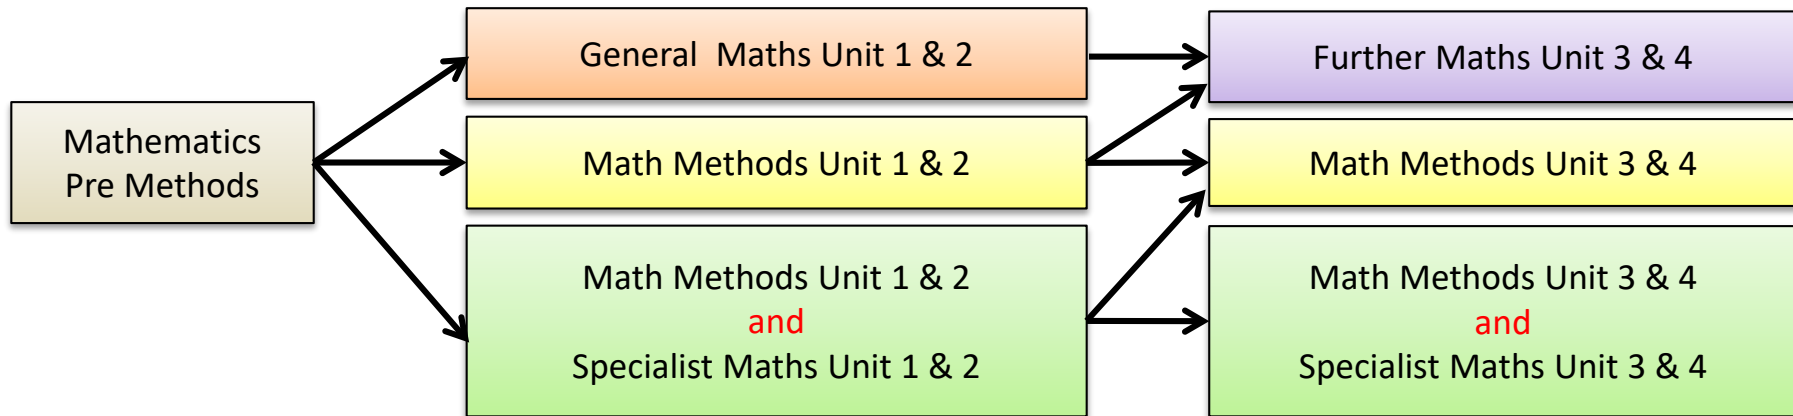 Mathematics
Pre Methods
General  Maths Unit 1 & 2
Math Methods Unit 1 & 2
Math Methods Unit 1 & 2
and
Specialist Maths Unit 1 & 2
Further Maths Unit 3 & 4
Math Methods Unit 3 & 4
Math Methods Unit 3 & 4
and
Specialist Maths Unit 3 & 4